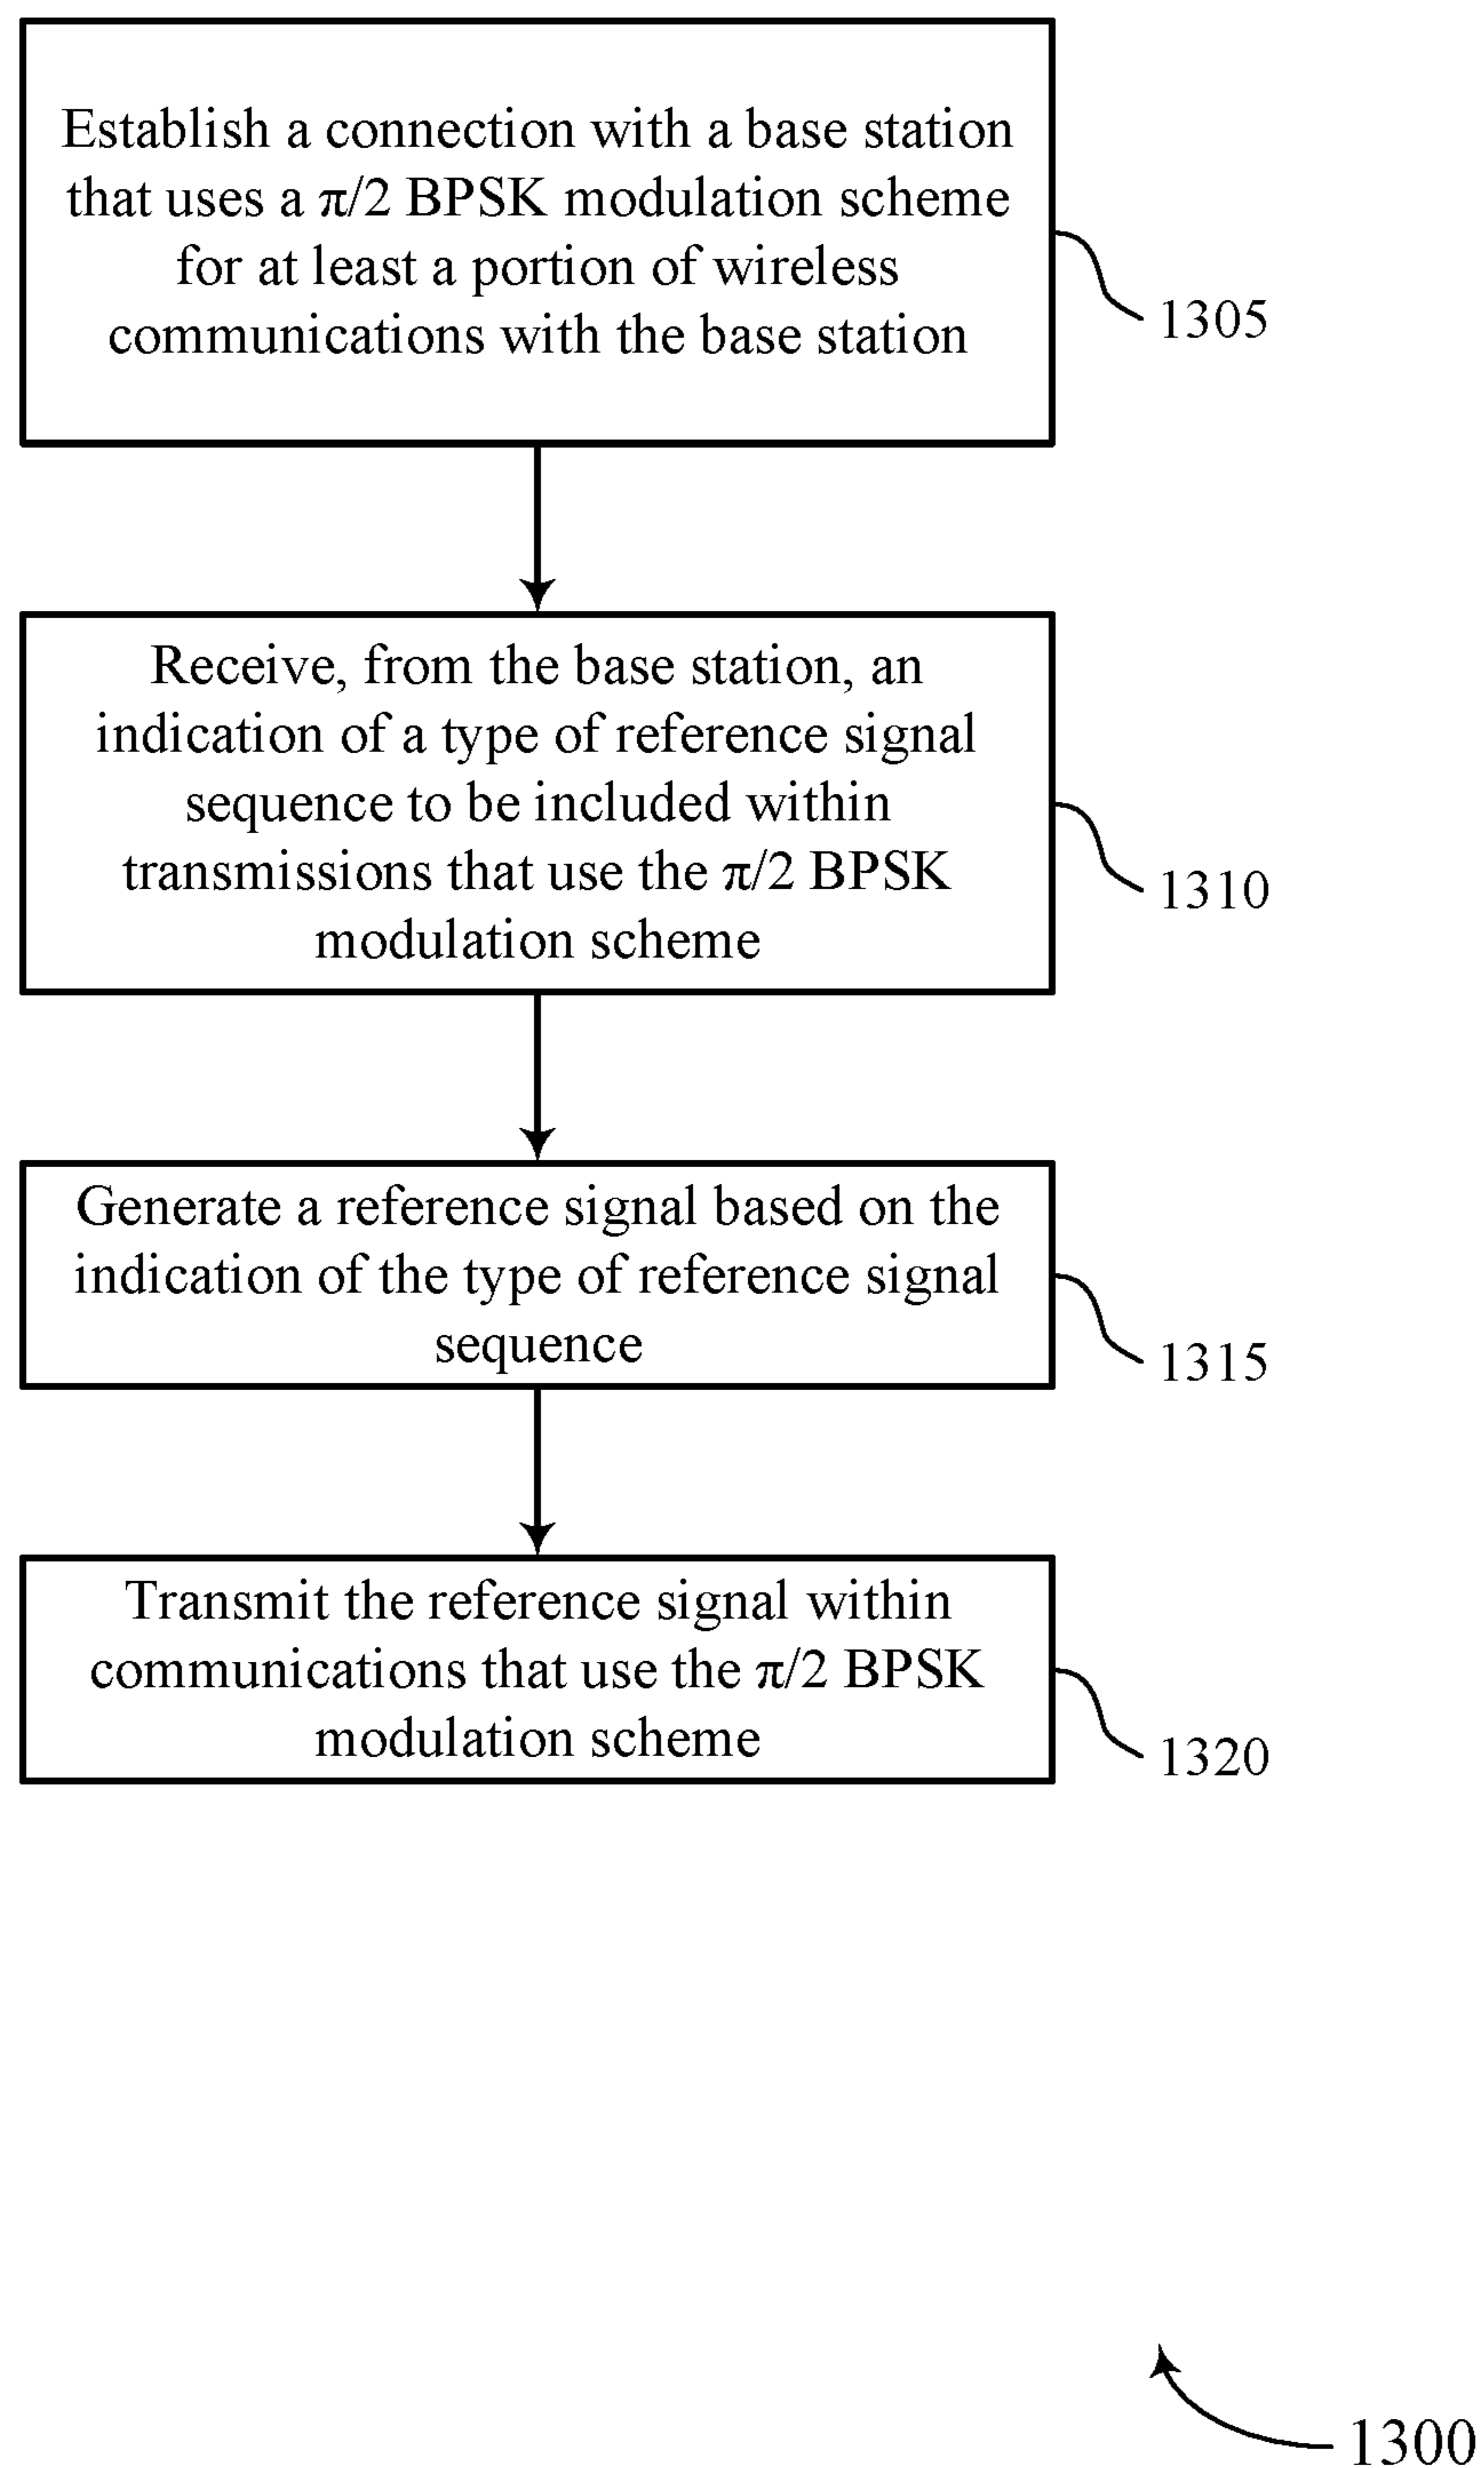 Establish a connection with a base station
that uses a π/2 BPSK modulation scheme
for at least a portion of wireless
communications with the base station
1305
Receive, from the base station, an
indication of a type of reference signal
sequence to be included within
transmissions that use the π/2 BPSK
modulation scheme
1310
Generate a reference signal based on the
indication of the type of reference signal
sequence
1315
Transmit the reference signal within
communications that use the π/2 BPSK
modulation scheme
1320
1300